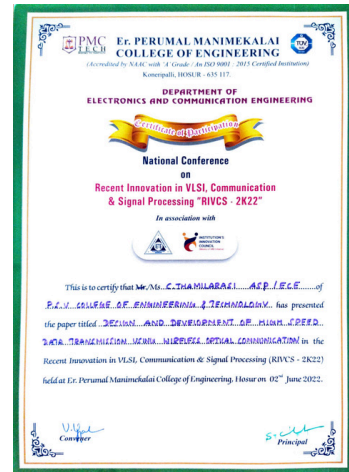 PMC TECH
Er. PERUMAL MANIMEKALAI
COLLEGE OF ENGINEERING
(Accredited by NAAC with 'A' Grade / An ISO 9001 : 2015 Certified Institution)
Koneripalli, HOSUR - 635 117.
DEPARTMENT OF
ELECTRONICS AND COMMUNICATION ENGINEERING
Certificate of Participation
National Conference
on
Recent Innovation in VLSI, Communication
& Signal Processing "RIVCS - 2K22"
In association with
INSTITUTION'S INNOVATION COUNCIL
This is to certify that Mr./Ms. C.THAMILARASI ASP / ECE of
P.S.V COLLEGE OF ENGINEERING & TECHNOLOGY has presented
the paper titled DESIGN AND DEVELOPMENT OF HIGH SPEED
DATA TRANSMISSION USING WIRELESS OPTICAL COMMUNICATION in the
Recent Innovation in VLSI, Communication & Signal Processing (RIVCS - 2K22)
held at Er. Perumal Manimekalai College of Engineering, Hosur on 02nd June 2022.
Convener
Principal